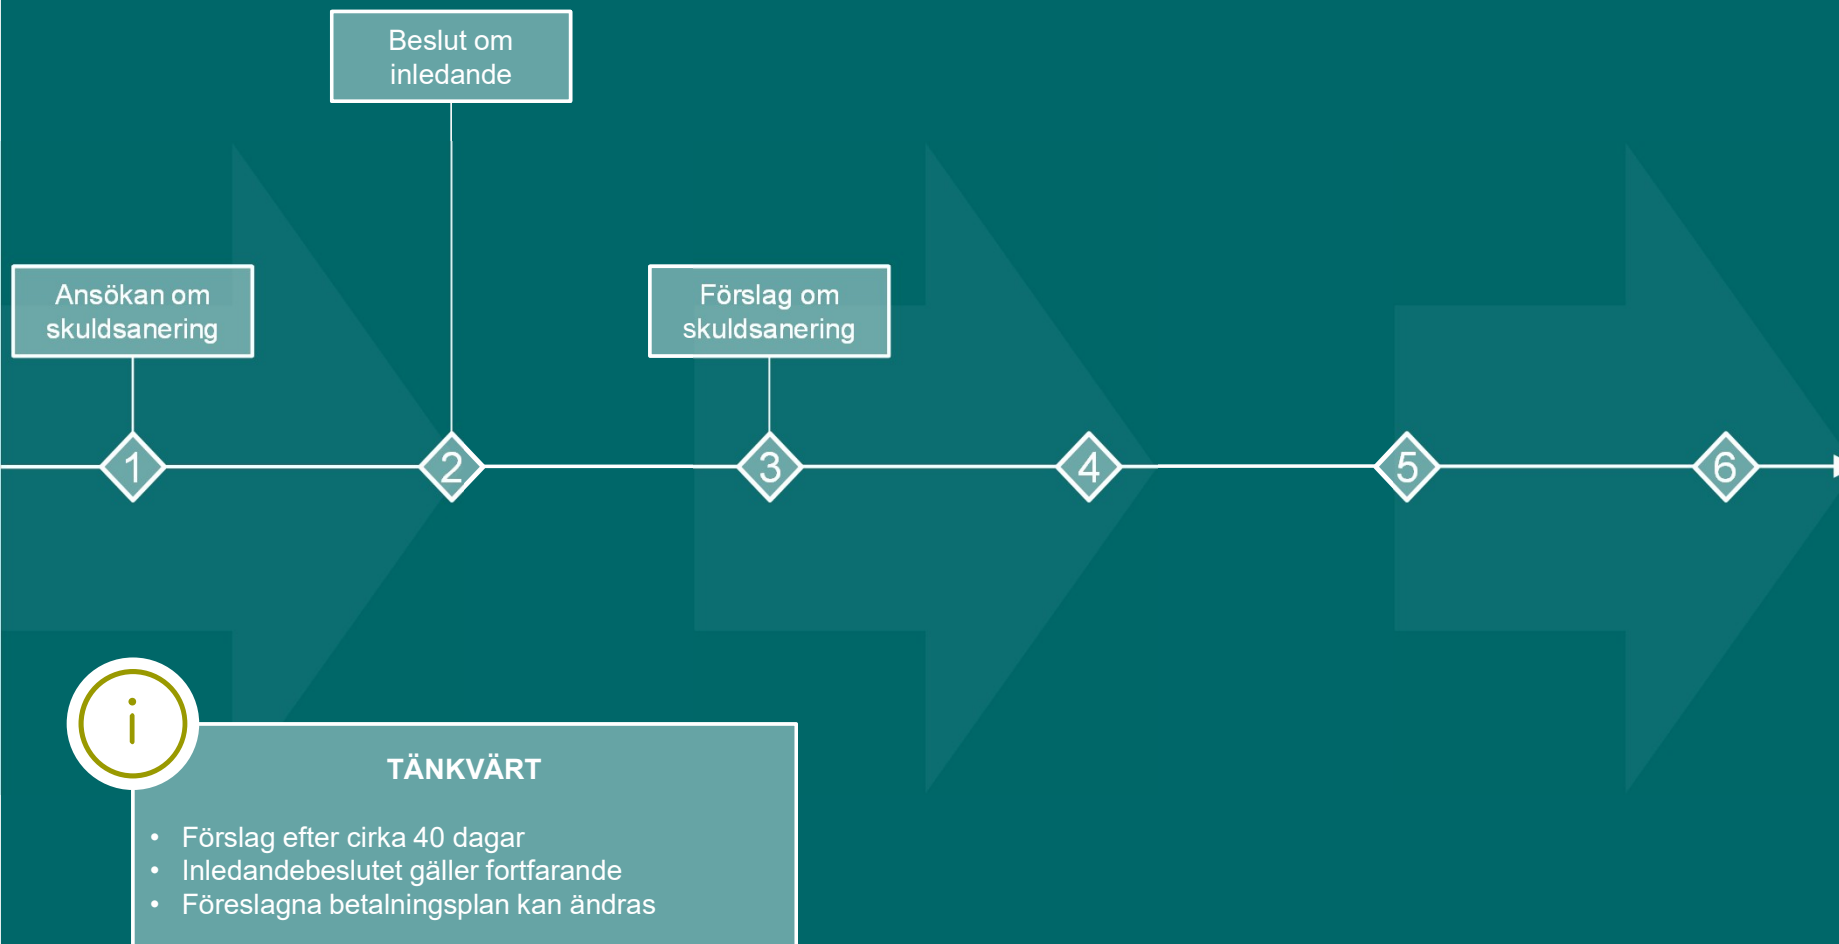 Beslut om
inledande
Ansökan om
skuldsanering
Förslag om
skuldsanering
1
2
3
4
5
6
i
TÄNKVÄRT
• Förslag efter cirka 40 dagar
• Inledandebeslutet gäller fortfarande
• Föreslagna betalningsplan kan ändras